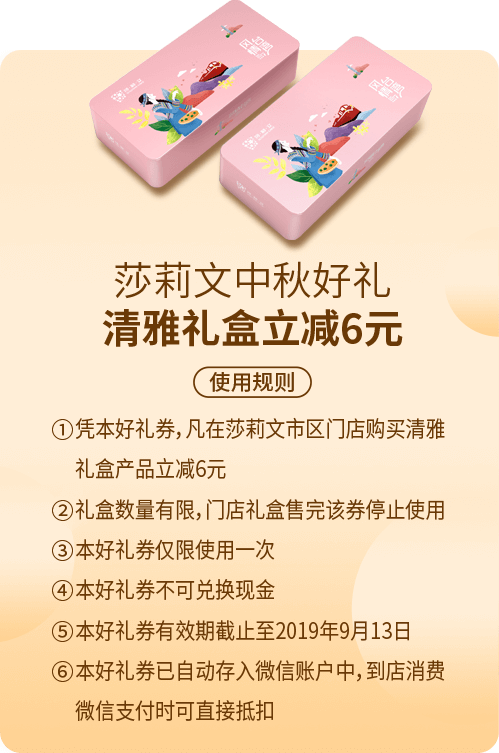 莎莉文中秋好礼
清雅礼盒立减6元
使用规则
①凭本好礼券，凡在莎莉文市区门店购买清雅
礼盒产品立减6元
②礼盒数量有限，门店礼盒售完该券停止使用
③本好礼券仅限使用一次
④本好礼券不可兑换现金
⑤本好礼券有效期截止至2019年9月13日
⑥本好礼券已自动存入微信账户中，到店消费
微信支付时可直接抵扣